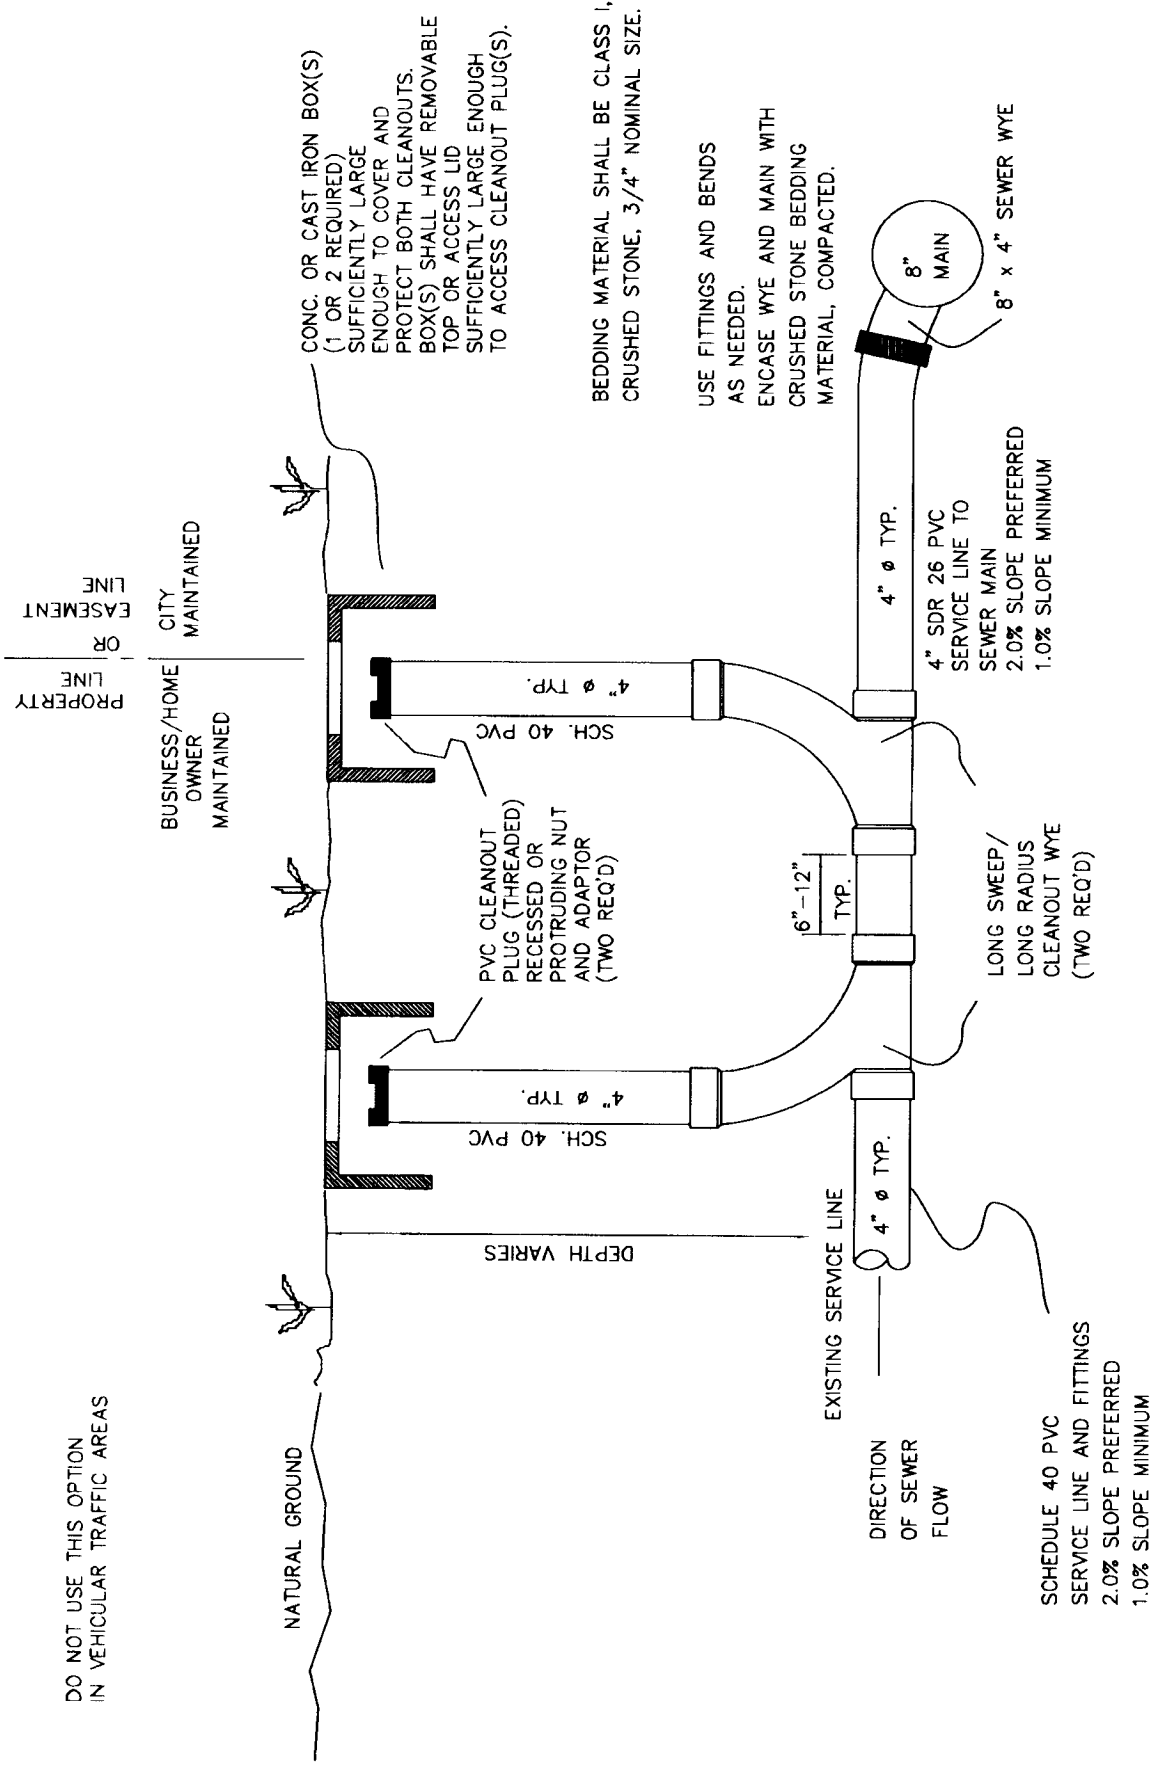 DO NOT USE THIS OPTION
IN VEHICULAR TRAFFIC AREAS
PROPERTY
LINE
OR
EASEMENT
LINE
BUSINESS/HOME
OWNER
MAINTAINED
CITY
MAINTAINED
NATURAL GROUND
CONC. OR CAST IRON BOX(S)
(1 OR 2 REQUIRED)
SUFFICIENTLY LARGE
ENOUGH TO COVER AND
PROTECT BOTH CLEANOUTS.
BOX(S) SHALL HAVE REMOVABLE
TOP OR ACCESS LID
SUFFICIENTLY LARGE ENOUGH
TO ACCESS CLEANOUT PLUG(S).
DEPTH VARIES
SCH. 40 PVC
4" ø TYP.
PVC CLEANOUT
PLUG (THREADED)
RECESSED OR
PROTRUDING NUT
AND ADAPTOR
(TWO REQ'D)
SCH. 40 PVC
4" ø TYP.
BEDDING MATERIAL SHALL BE CLASS I,
CRUSHED STONE, 3/4" NOMINAL SIZE.
USE FITTINGS AND BENDS
AS NEEDED.
ENCASE WYE AND MAIN WITH
CRUSHED STONE BEDDING
MATERIAL, COMPACTED.
EXISTING SERVICE LINE
4" ø TYP.
6"-12"
TYP.
4" ø TYP.
8"
MAIN
8" x 4" SEWER WYE
DIRECTION
OF SEWER
FLOW
LONG SWEEP/
LONG RADIUS
CLEANOUT WYE
(TWO REQ'D)
4" SDR 26 PVC
SERVICE LINE TO
SEWER MAIN
2.0% SLOPE PREFERRED
1.0% SLOPE MINIMUM
SCHEDULE 40 PVC
SERVICE LINE AND FITTINGS
2.0% SLOPE PREFERRED
1.0% SLOPE MINIMUM